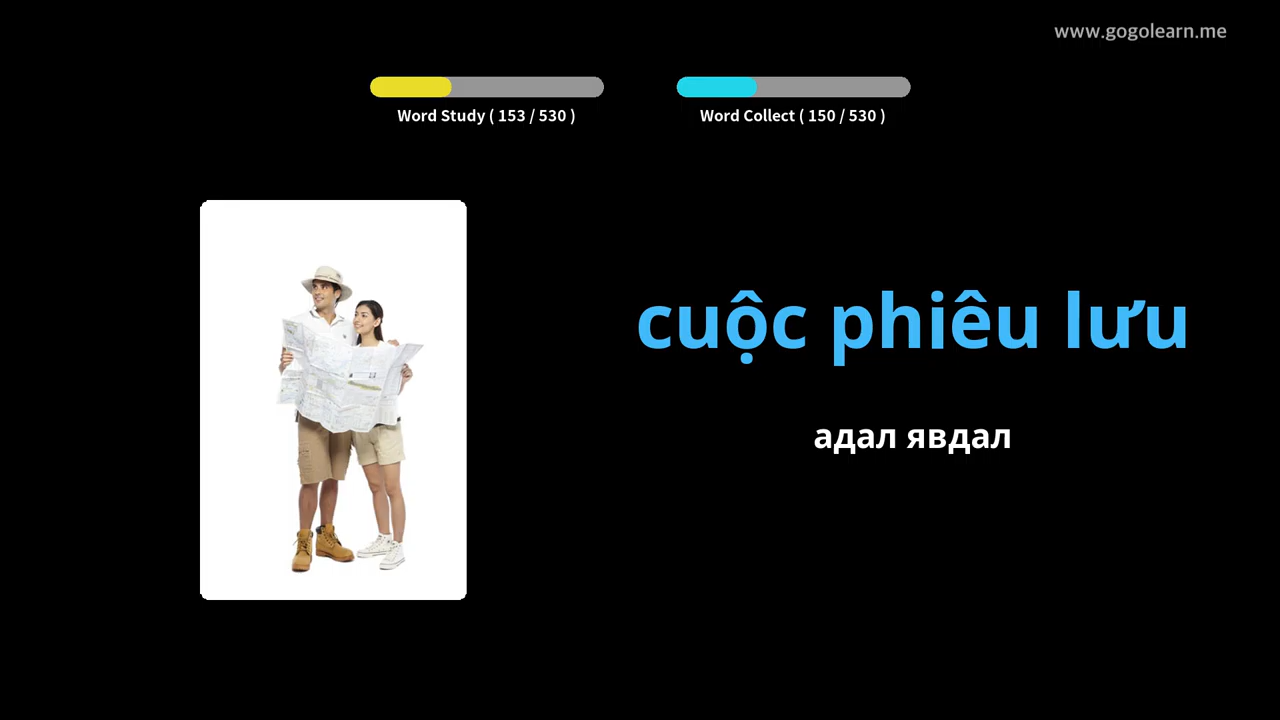 www.gogolearn.me
Word Study ( 153 / 530 )
Word Collect ( 150 / 530 )
cuộc phiêu lưu
адал явдал